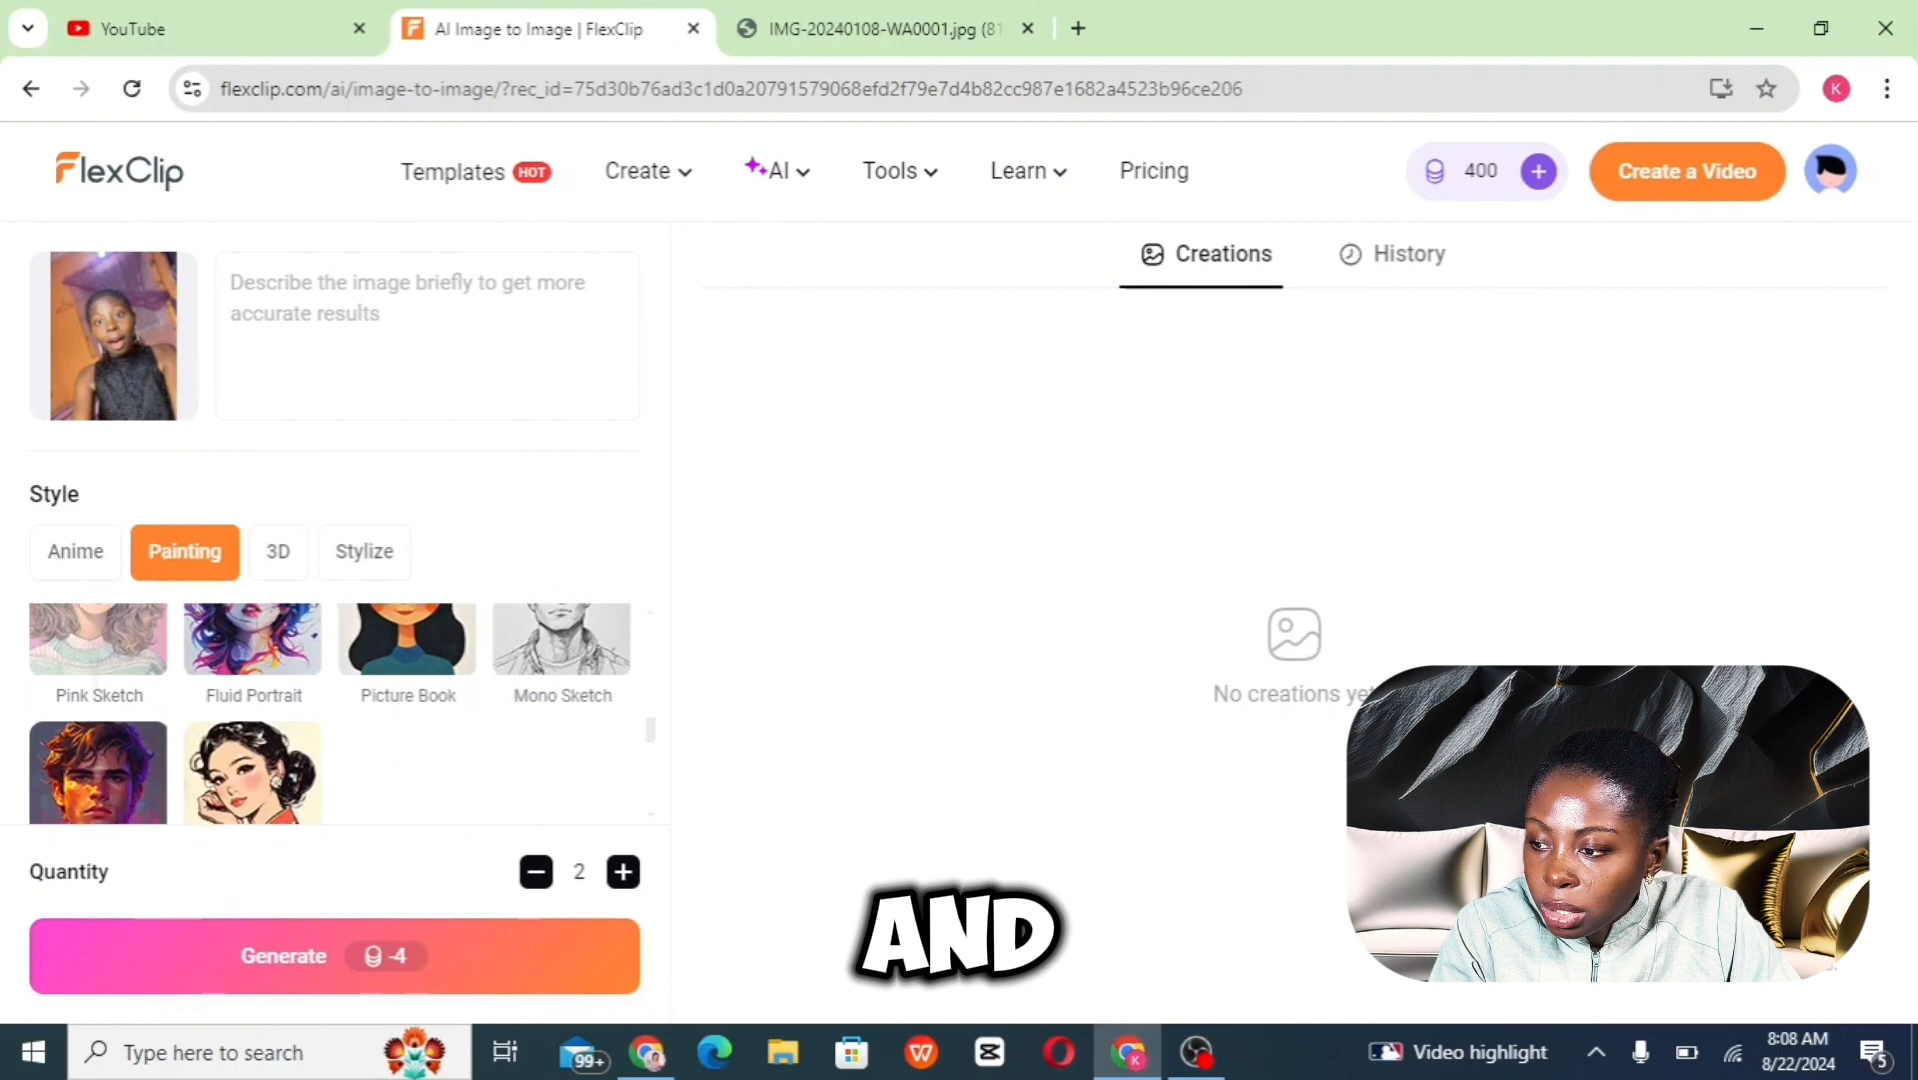 YouTube
AI Image to Image | FlexClip
IMG-20240108-WA0001.jpg (81
flexclip.com/ai/image-to-image/?rec_id=75d30b76ad3c1d0a20791579068efd2f79e7d4b82cc987e1682a4523b96ce206
K
FlexClip
Templates HOT
Create
AI
Tools
Learn
Pricing
400
Create a Video
Describe the image briefly to get more
accurate results
Creations
History
Style
Anime
Painting
3D
Stylize
Pink Sketch
Fluid Portrait
Picture Book
Mono Sketch
No creations yet
Quantity
2
Generate -4
AND
Type here to search
99+
K
Video highlight
8:08 AM
8/22/2024
5